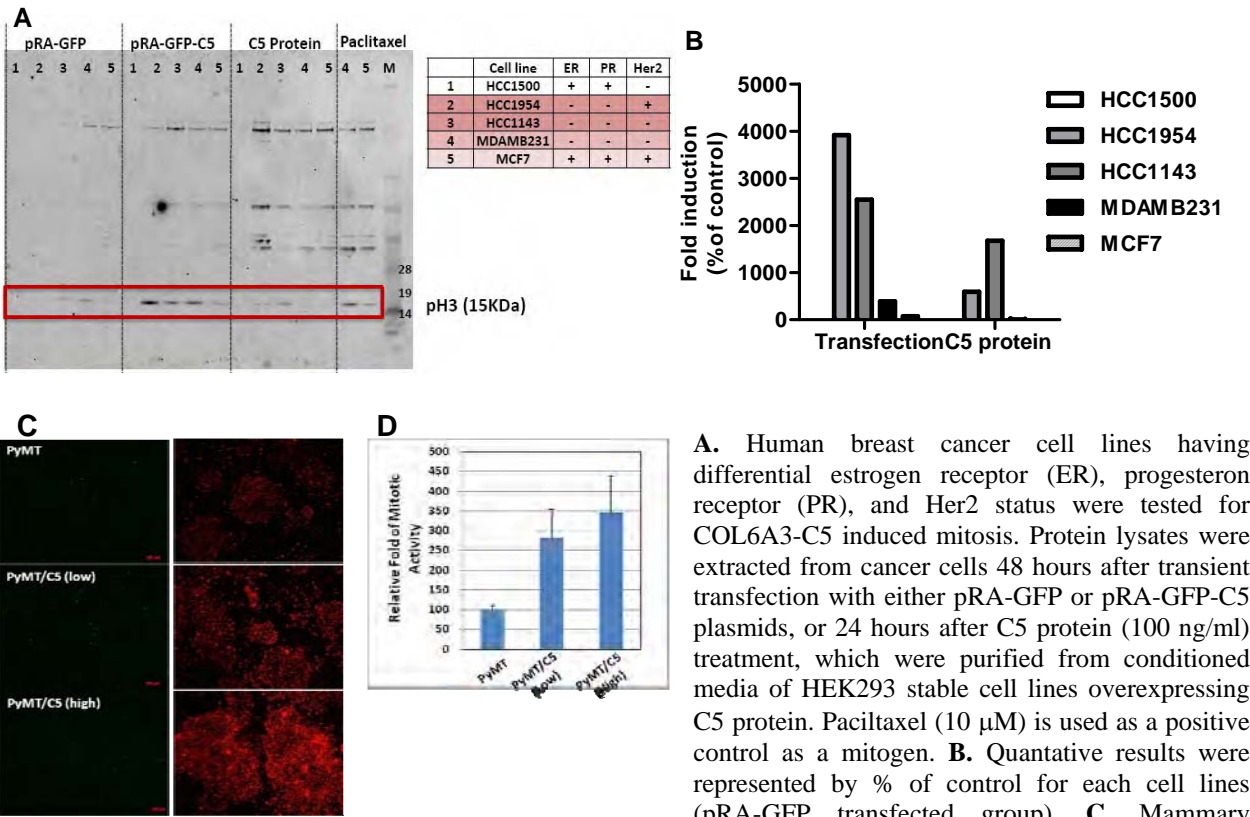 A
pRA-GFP pRA-GFP-C5 C5 Protein Paclitaxel
1 2 3 4 5 1 2 3 4 5 1 2 3 4 5 4 5 M
28
19
14
pH3 (15KDa)
Cell line ER PR Her2
1 HCC1500 + + -
2 HCC1954 - - +
3 HCC1143 - - -
4 MDAMB231 - - -
5 MCF7 + + +
B
Fold induction
(%of control)
5000
4000
3000
2000
1000
0
Transfection C5 protein
HCC1500
HCC1954
HCC1143
MDAMB231
MCF7
C
PyMT
PyMT/C5 (low)
PyMT/C5 (high)
D
Relative Fold of Mitotic
Activity
500
450
400
350
300
250
200
150
100
50
0
PyMT
PyMT/C5
(Low)
PyMT/C5
(High)
A. Human breast cancer cell lines having
differential estrogen receptor (ER), progesteron
receptor (PR), and Her2 status were tested for
COL6A3-C5 induced mitosis. Protein lysates were
extracted from cancer cells 48 hours after transient
transfection with either pRA-GFP or pRA-GFP-C5
plasmids, or 24 hours after C5 protein (100 ng/ml)
treatment, which were purified from conditioned
media of HEK293 stable cell lines overexpressing
C5 protein. Paciltaxel (10 μM) is used as a positive
control as a mitogen. B. Quantative results were
represented by % of control for each cell lines
(pRA-GFP transfected group). C. Mammary